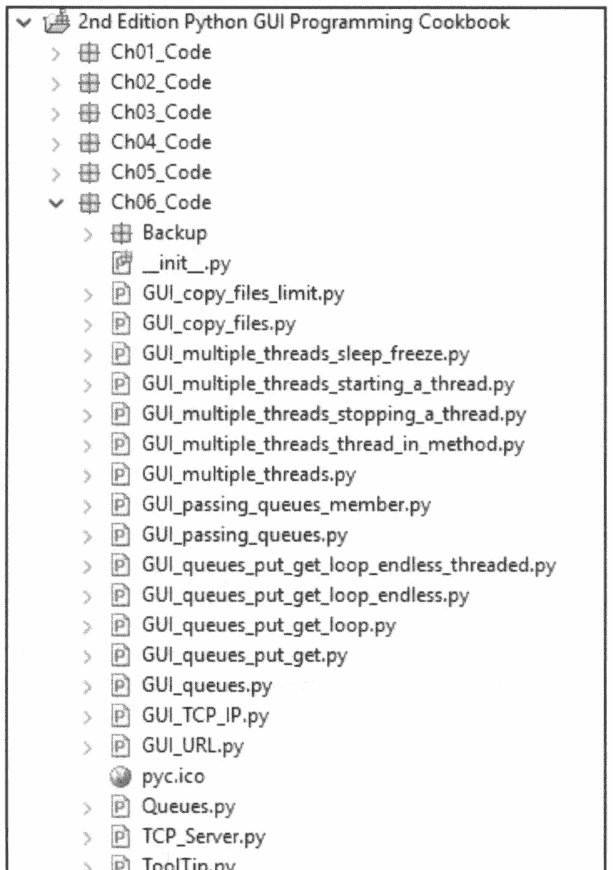 2nd Edition Python GUI Programming Cookbook
Ch01_Code
Ch02_Code
Ch03_Code
Ch04_Code
Ch05_Code
Ch06_Code
Backup
__init__.py
GUI_copy_files_limit.py
GUI_copy_files.py
GUI_multiple_threads_sleep_freeze.py
GUI_multiple_threads_starting_a_thread.py
GUI_multiple_threads_stopping_a_thread.py
GUI_multiple_threads_thread_in_method.py
GUI_multiple_threads.py
GUI_passing_queues_member.py
GUI_passing_queues.py
GUI_queues_put_get_loop_endless_threaded.py
GUI_queues_put_get_loop_endless.py
GUI_queues_put_get_loop.py
GUI_queues_put_get.py
GUI_queues.py
GUI_TCP_IP.py
GUI_URL.py
pyc.ico
Queues.py
TCP_Server.py
ToolTip.py